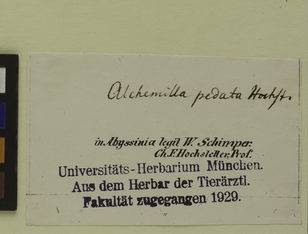 Alchemilla pedata Hochst.
in Abyssinia legit W. Schimper.
Ch. F. Hochstetter, Prof.
Universitäts-Herbarium München.
Aus dem Herbar der Tierärztl.
Fakultät zugegangen 1929.